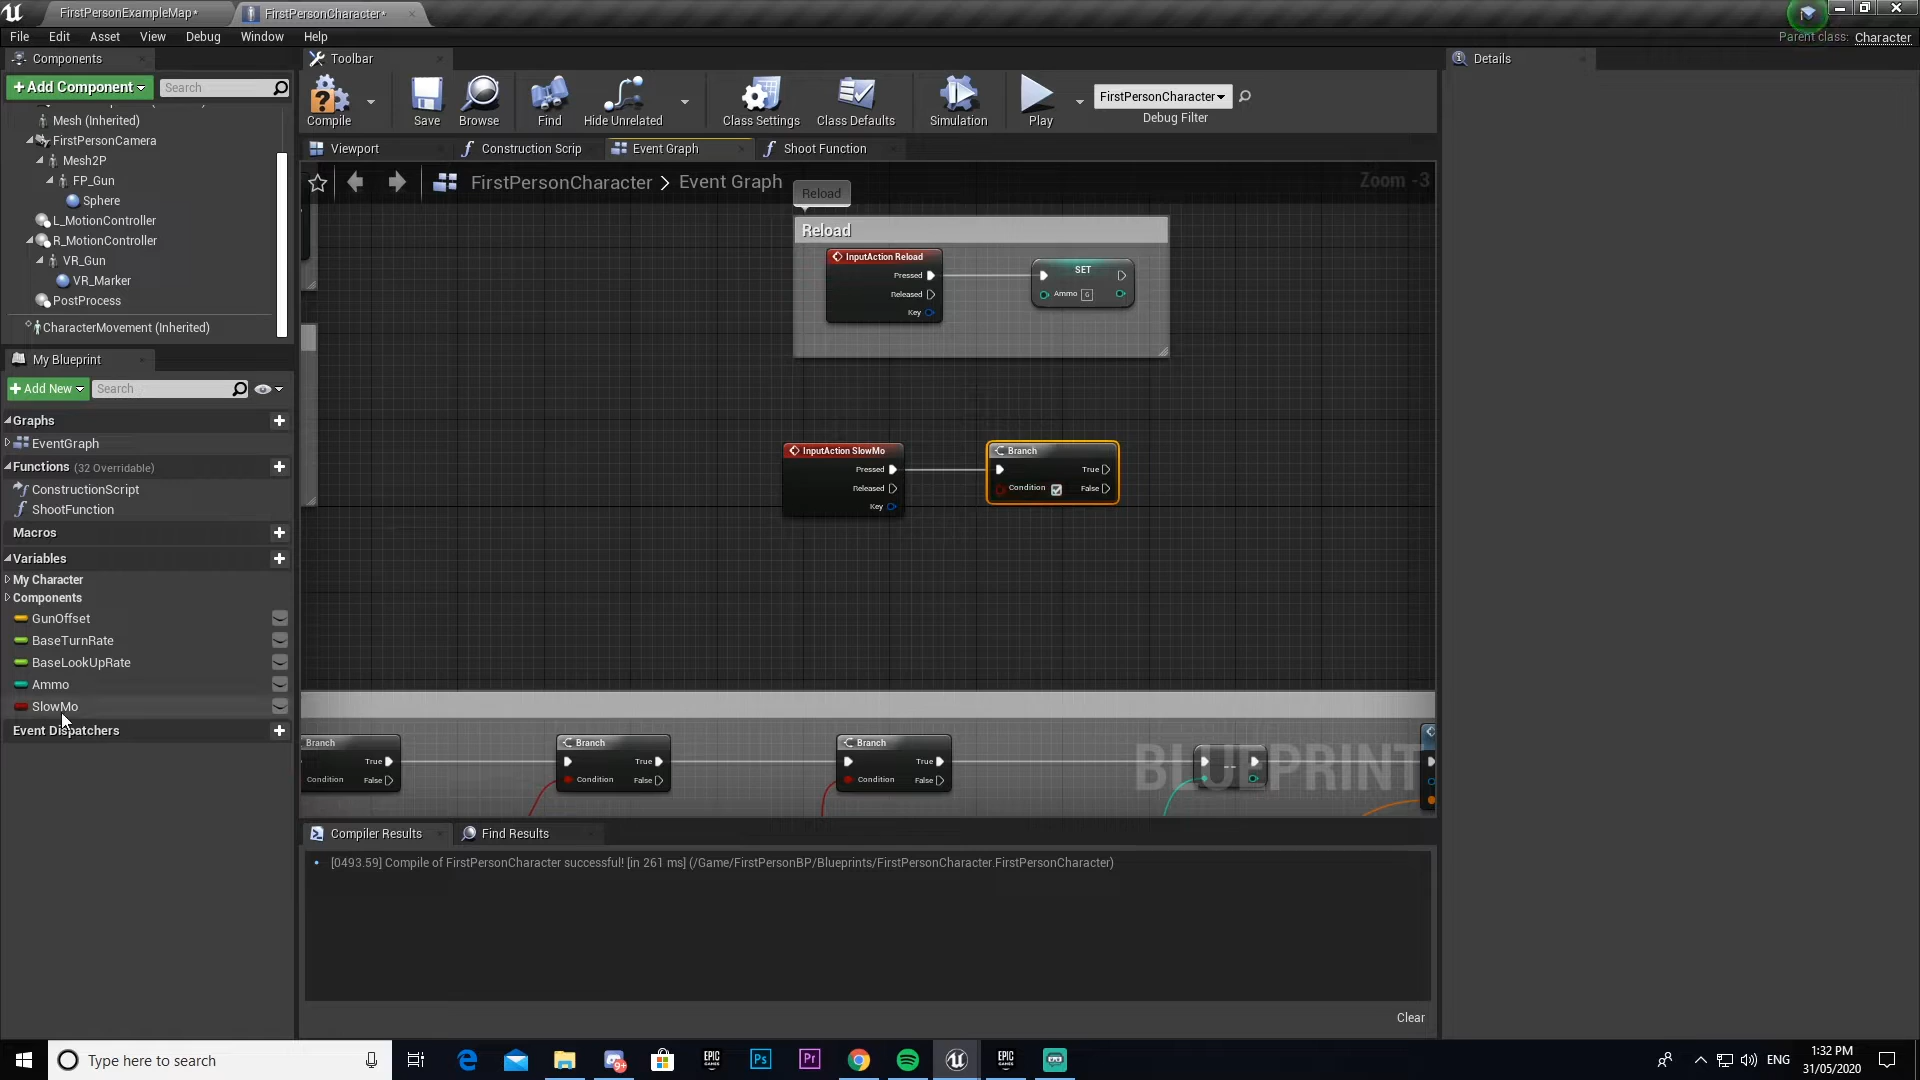 FirstPersonExampleMap*
FirstPersonCharacter*
File Edit Asset View Debug Window Help
Parent class: Character
Components
Toolbar
Details
+Add Component
Search
Mesh (Inherited)
FirstPersonCamera
Mesh2P
FP_Gun
Sphere
L_MotionController
R_MotionController
VR_Gun
VR_Marker
PostProcess
CharacterMovement (Inherited)
Compile
Save
Browse
Find
Hide Unrelated
Class Settings
Class Defaults
Simulation
Play
FirstPersonCharacter
Debug Filter
Viewport
Construction Scrip
Event Graph
Shoot Function
FirstPersonCharacter > Event Graph
Zoom -3
Reload
Reload
InputAction Reload
Pressed
Released
Key
SET
Ammo
InputAction SlowMo
Pressed
Released
Key
Branch
True
Condition
False
My Blueprint
+Add New
Search
Graphs
EventGraph
Functions (32 Overridable)
ConstructionScript
ShootFunction
Macros
Variables
My Character
Components
GunOffset
BaseTurnRate
BaseLookUpRate
Ammo
SlowMo
Event Dispatchers
Branch
True
Condition
False
Branch
True
Condition
False
Branch
True
Condition
False
BLUEPRINT
Compiler Results
Find Results
[0493.59] Compile of FirstPersonCharacter successful! [in 261 ms] (/Game/FirstPersonBP/Blueprints/FirstPersonCharacter.FirstPersonCharacter)
Clear
Type here to search
EPIC GAMES
Ps
Pr
EPIC GAMES
ENG
1:32 PM
31/05/2020